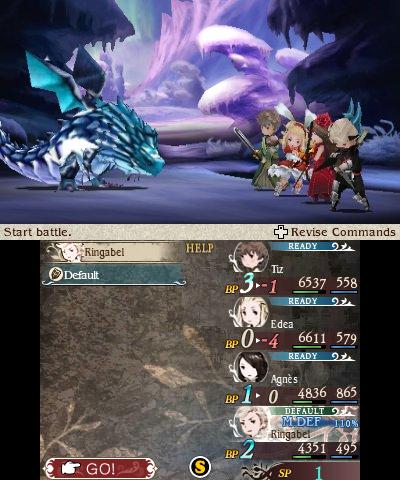 Start battle.
Revise Commands
Ringabel
HELP
Default
READY
Tiz
BP 3 -1 6537 558
READY
Edea
BP 0 -4 6611 579
READY
Agnès
BP 1 0 4836 865
DEFAULT
M.DEF 110%
Ringabel
BP 2 4351 495
GO!
S
SP 1